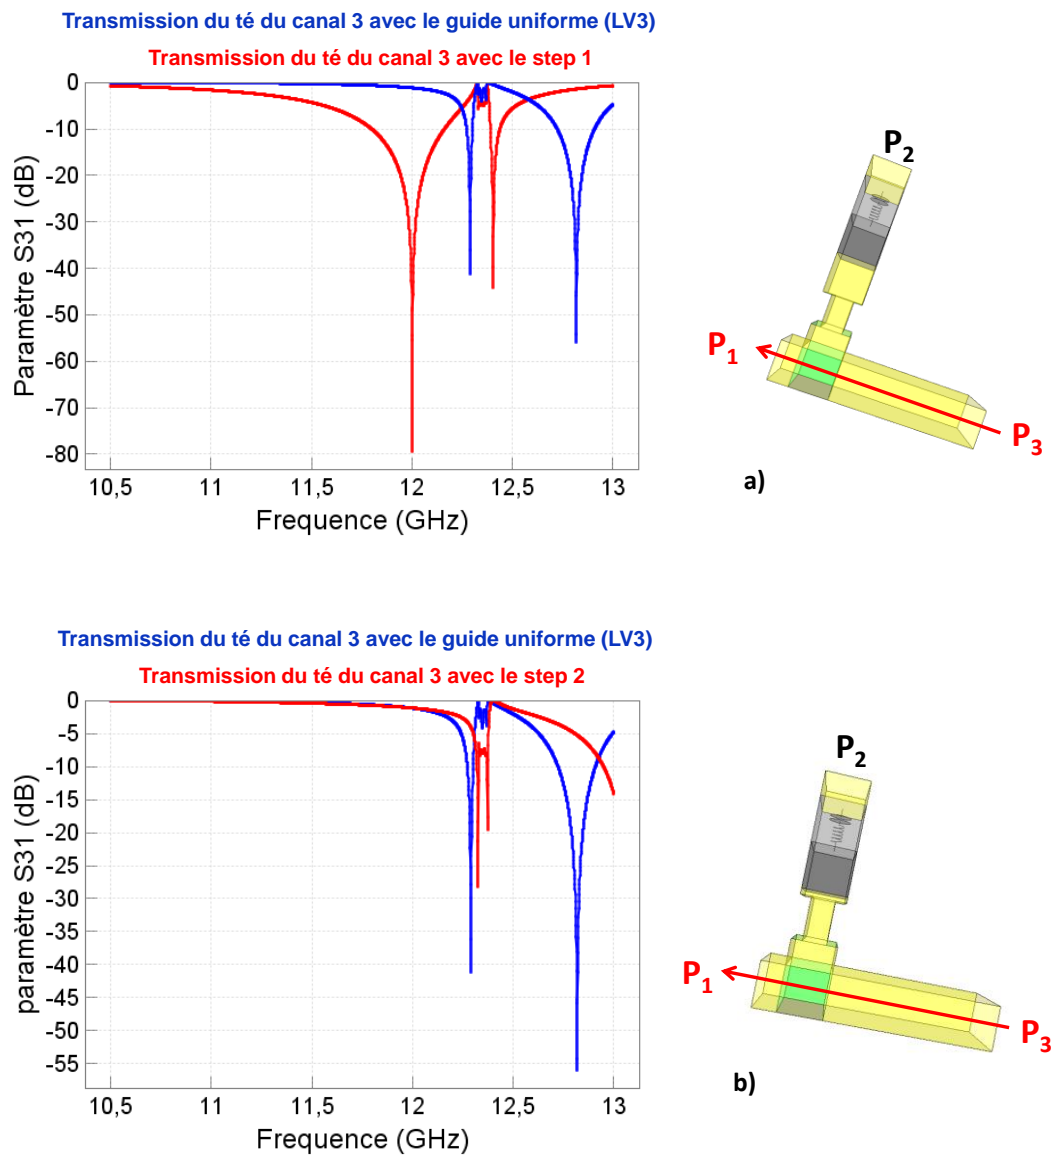 Transmission du té du canal 3 avec le guide uniforme (LV3)
Transmission du té du canal 3 avec le step 1
Paramètre S31 (dB)
0
-10
-20
-30
-40
-50
-60
-70
-80
10,5 11 12 12,5 13
Frequence (GHz)
P2
P1
P3
a)
Transmission du té du canal 3 avec le guide uniforme (LV3)
Transmission du té du canal 3 avec le step 2
paramètre S31 (dB)
0
-5
-10
-15
-20
-25
-30
-35
-40
-45
-50
-55
10,5 11 12 12,5 13
Frequence (GHz)
P2
P1
P3
b)